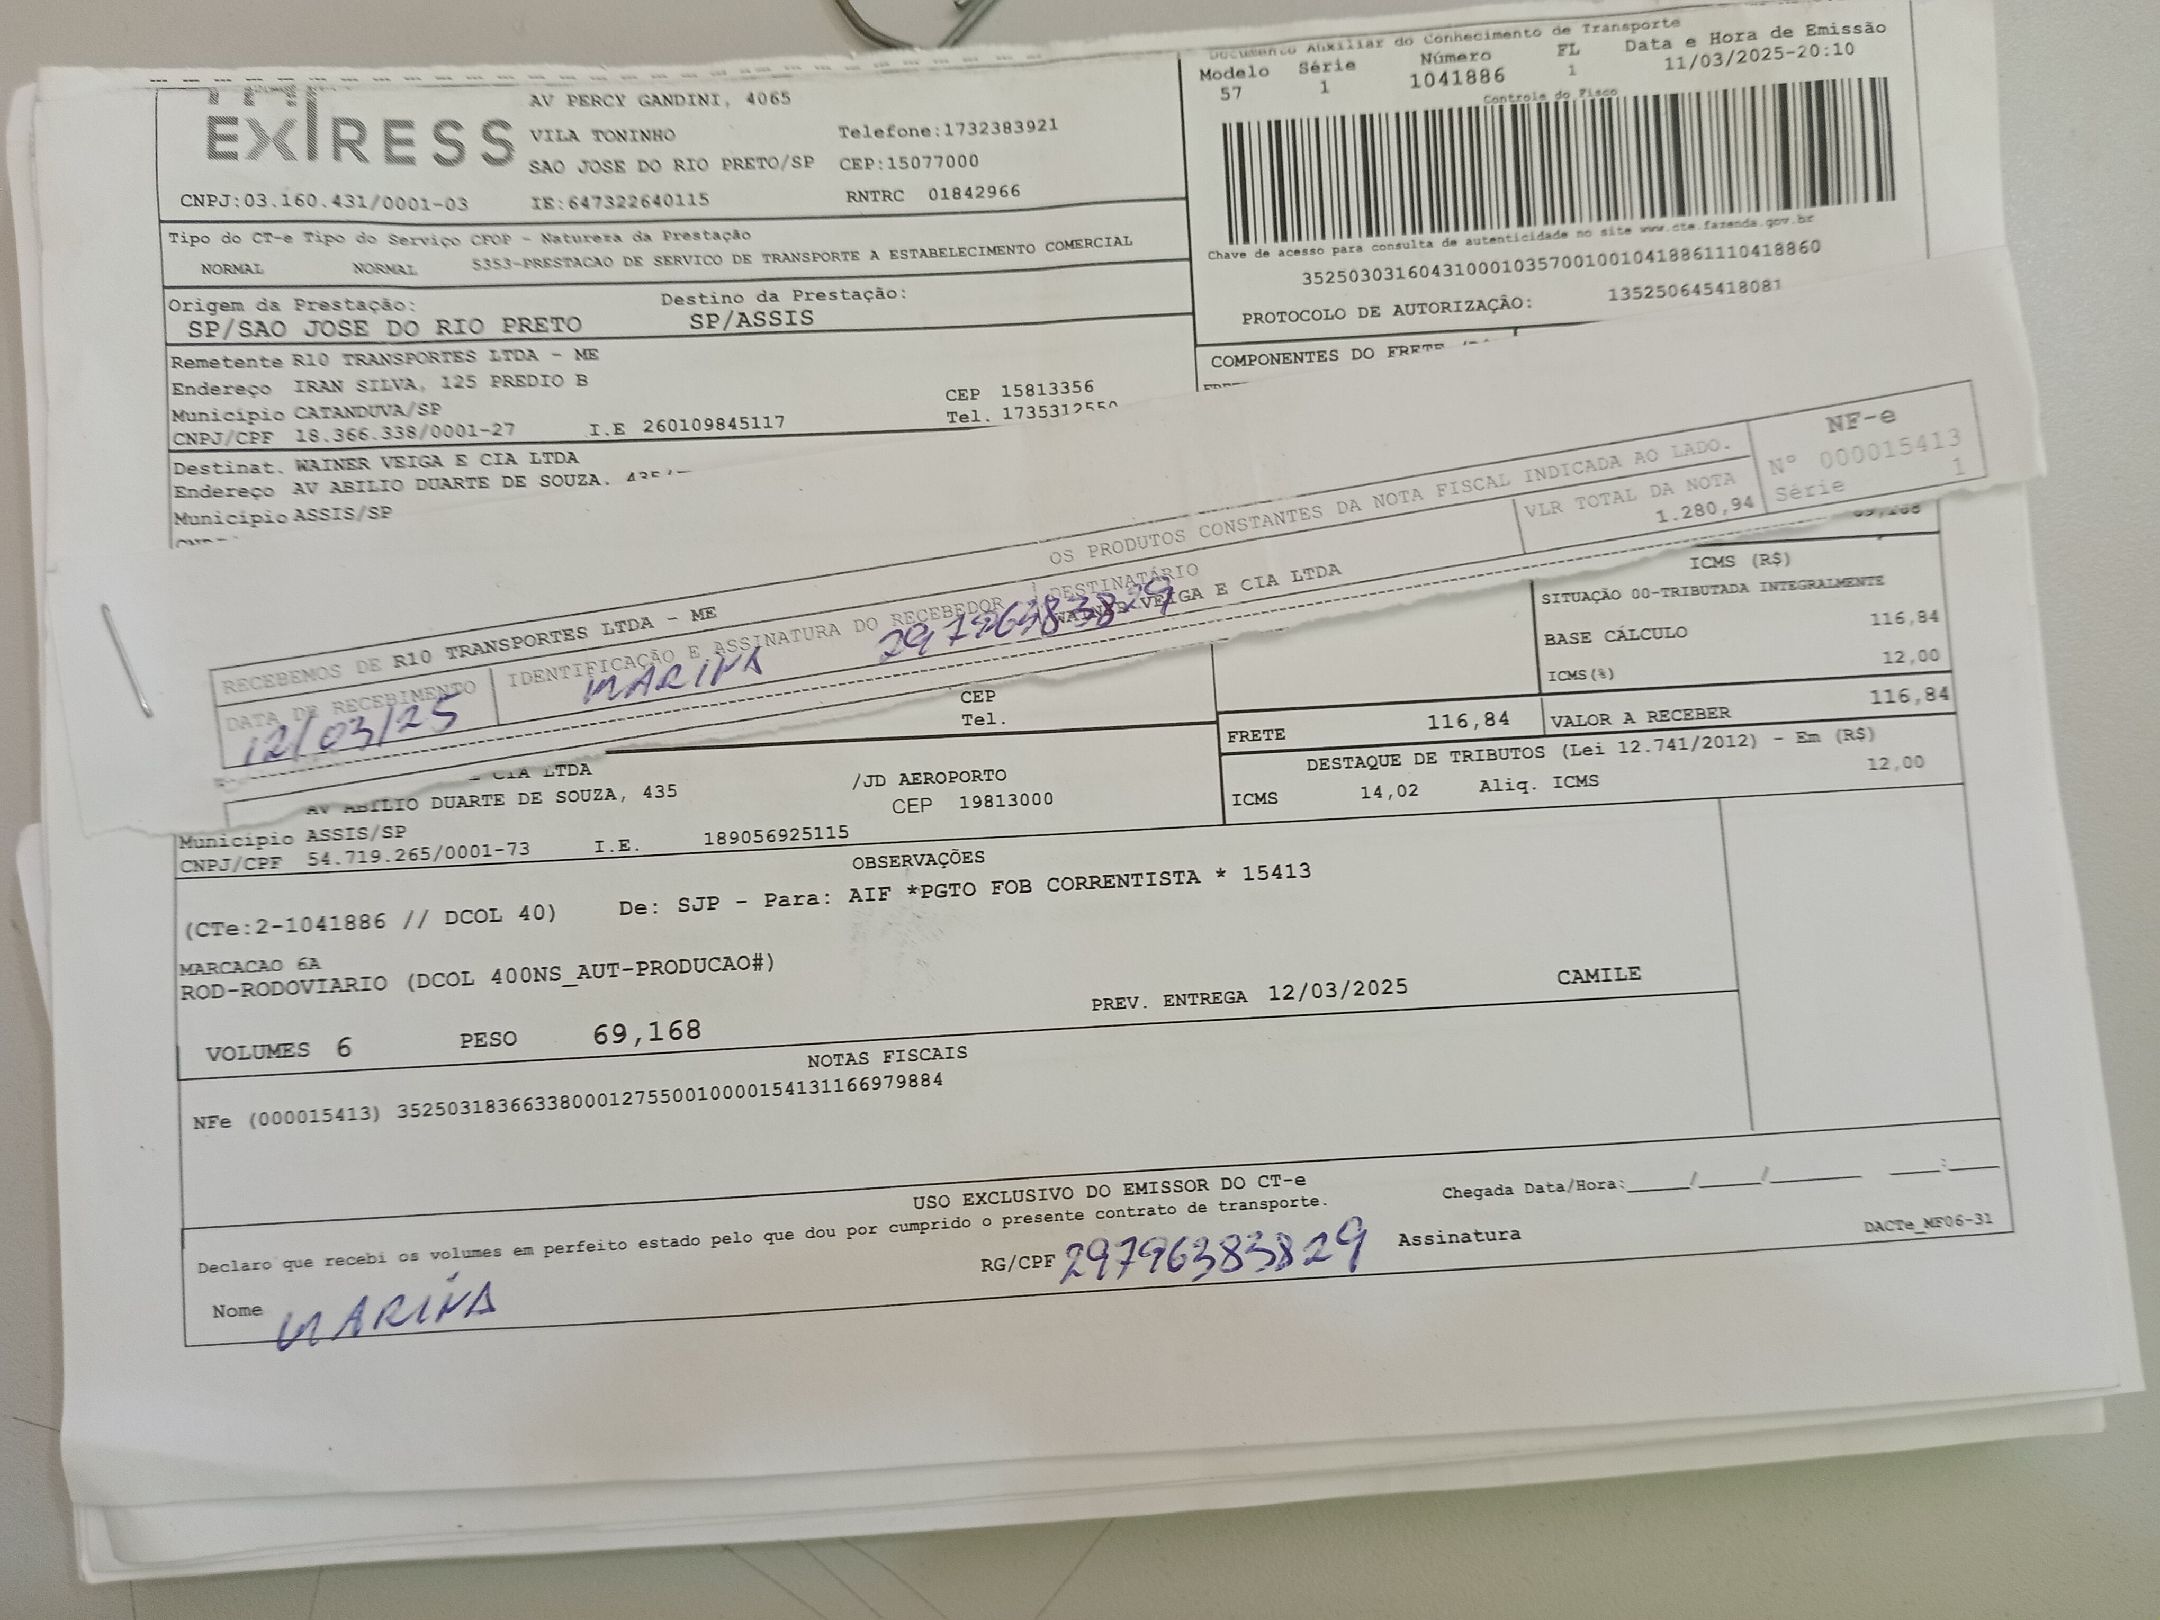 EXPRESS
AV PERCY GANDINI, 4065
VILA TONINHO
Telefone:1732383921
SAO JOSE DO RIO PRETO/SP
CEP:15077000
CNPJ:03.160.431/0001-03
IE:647322640115
RNTRC 01842966
Documento Auxiliar do Conhecimento de Transporte
Modelo Série Número FL Data e Hora de Emissão
57 1 1041886 1 11/03/2025-20:10
Controle do Fisco
Chave de acesso para consulta de autenticidade no site www.cte.fazenda.gov.br
35250303160431000103570010010418861110418860
PROTOCOLO DE AUTORIZAÇÃO: 135250645418081
Tipo do CT-e Tipo do Serviço CFOP - Natureza da Prestação
NORMAL NORMAL 5353-PRESTACAO DE SERVICO DE TRANSPORTE A ESTABELECIMENTO COMERCIAL
Origem da Prestação: Destino da Prestação:
SP/SAO JOSE DO RIO PRETO SP/ASSIS
COMPONENTES DO FRETE
Remetente R10 TRANSPORTES LTDA - ME
Endereço IRAN SILVA, 125 PREDIO B
CEP 15813356
Município CATANDUVA/SP
Tel.
CNPJ/CPF 18.366.338/0001-27 I.E 260109845117
Destinat. WAINER VEIGA E CIA LTDA
Endereço AV ABILIO DUARTE DE SOUZA.
Município ASSIS/SP
RECEBEMOS DE R10 TRANSPORTES LTDA - ME OS PRODUTOS CONSTANTES DA NOTA FISCAL INDICADA AO LADO.
NF-e
Nº 000015413
Série 1
DATA DE RECEBIMENTO
12/03/25
IDENTIFICAÇÃO E ASSINATURA DO RECEBEDOR
MARINA 29796383829
DESTINATÁRIO
WAINER VEIGA E CIA LTDA
VLR TOTAL DA NOTA
1.280,94
ICMS (R$)
SITUAÇÃO 00-TRIBUTADA INTEGRALMENTE
BASE CÁLCULO 116,84
ICMS(%) 12,00
CEP
Tel.
FRETE 116,84 VALOR A RECEBER 116,84
DESTAQUE DE TRIBUTOS (Lei 12.741/2012) - Em (R$)
ICMS 14,02 Aliq. ICMS 12,00
CIA LTDA
AV ABILIO DUARTE DE SOUZA, 435 /JD AEROPORTO
Município ASSIS/SP CEP 19813000
CNPJ/CPF 54.719.265/0001-73 I.E. 189056925115
OBSERVAÇÕES
(CTe:2-1041886 // DCOL 40) De: SJP - Para: AIF *PGTO FOB CORRENTISTA * 15413
MARCACAO 6A
ROD-RODOVIARIO (DCOL 400NS_AUT-PRODUCAO#)
PREV. ENTREGA 12/03/2025 CAMILE
VOLUMES 6 PESO 69,168
NOTAS FISCAIS
NFe (000015413) 35250318366338000127550010000154131166979884
USO EXCLUSIVO DO EMISSOR DO CT-e
Declaro que recebi os volumes em perfeito estado pelo que dou por cumprido o presente contrato de transporte.
Chegada Data/Hora:____/____/______ ___:___
Nome MARINA RG/CPF 29796383829 Assinatura
DACTe_MF06-31